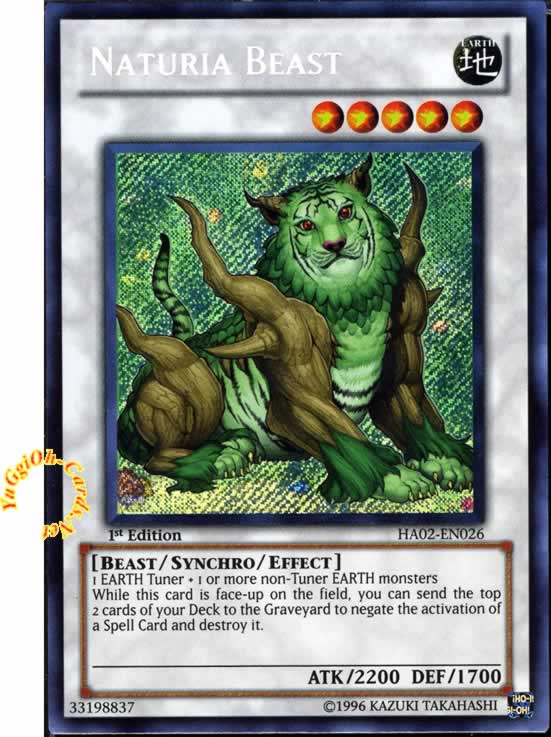 NATURIA BEAST
EARTH
地
1st Edition
HA02-EN026
[BEAST/SYNCHRO/EFFECT]
1 EARTH Tuner + 1 or more non-Tuner EARTH monsters
While this card is face-up on the field, you can send the top
2 cards of your Deck to the Graveyard to negate the activation of
a Spell Card and destroy it.
ATK/2200 DEF/1700
33198837
©1996 KAZUKI TAKAHASHI
YuGgiOh-Cards.Net